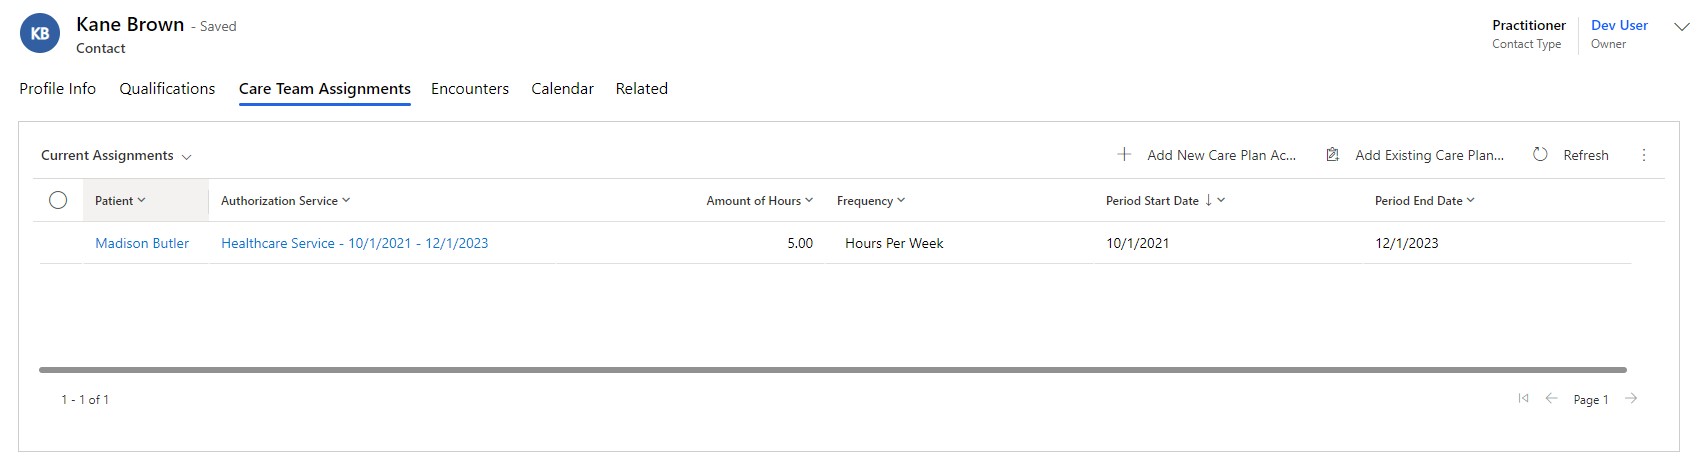 KB
Kane Brown - Saved
Contact
Practitioner
Contact Type
Dev User
Owner
Profile Info Qualifications Care Team Assignments Encounters Calendar Related
Current Assignments
Add New Care Plan Ac... Add Existing Care Plan... Refresh
Patient Authorization Service Amount of Hours Frequency Period Start Date Period End Date
Madison Butler Healthcare Service - 10/1/2021 - 12/1/2023 5.00 Hours Per Week 10/1/2021 12/1/2023
1 - 1 of 1 Page 1